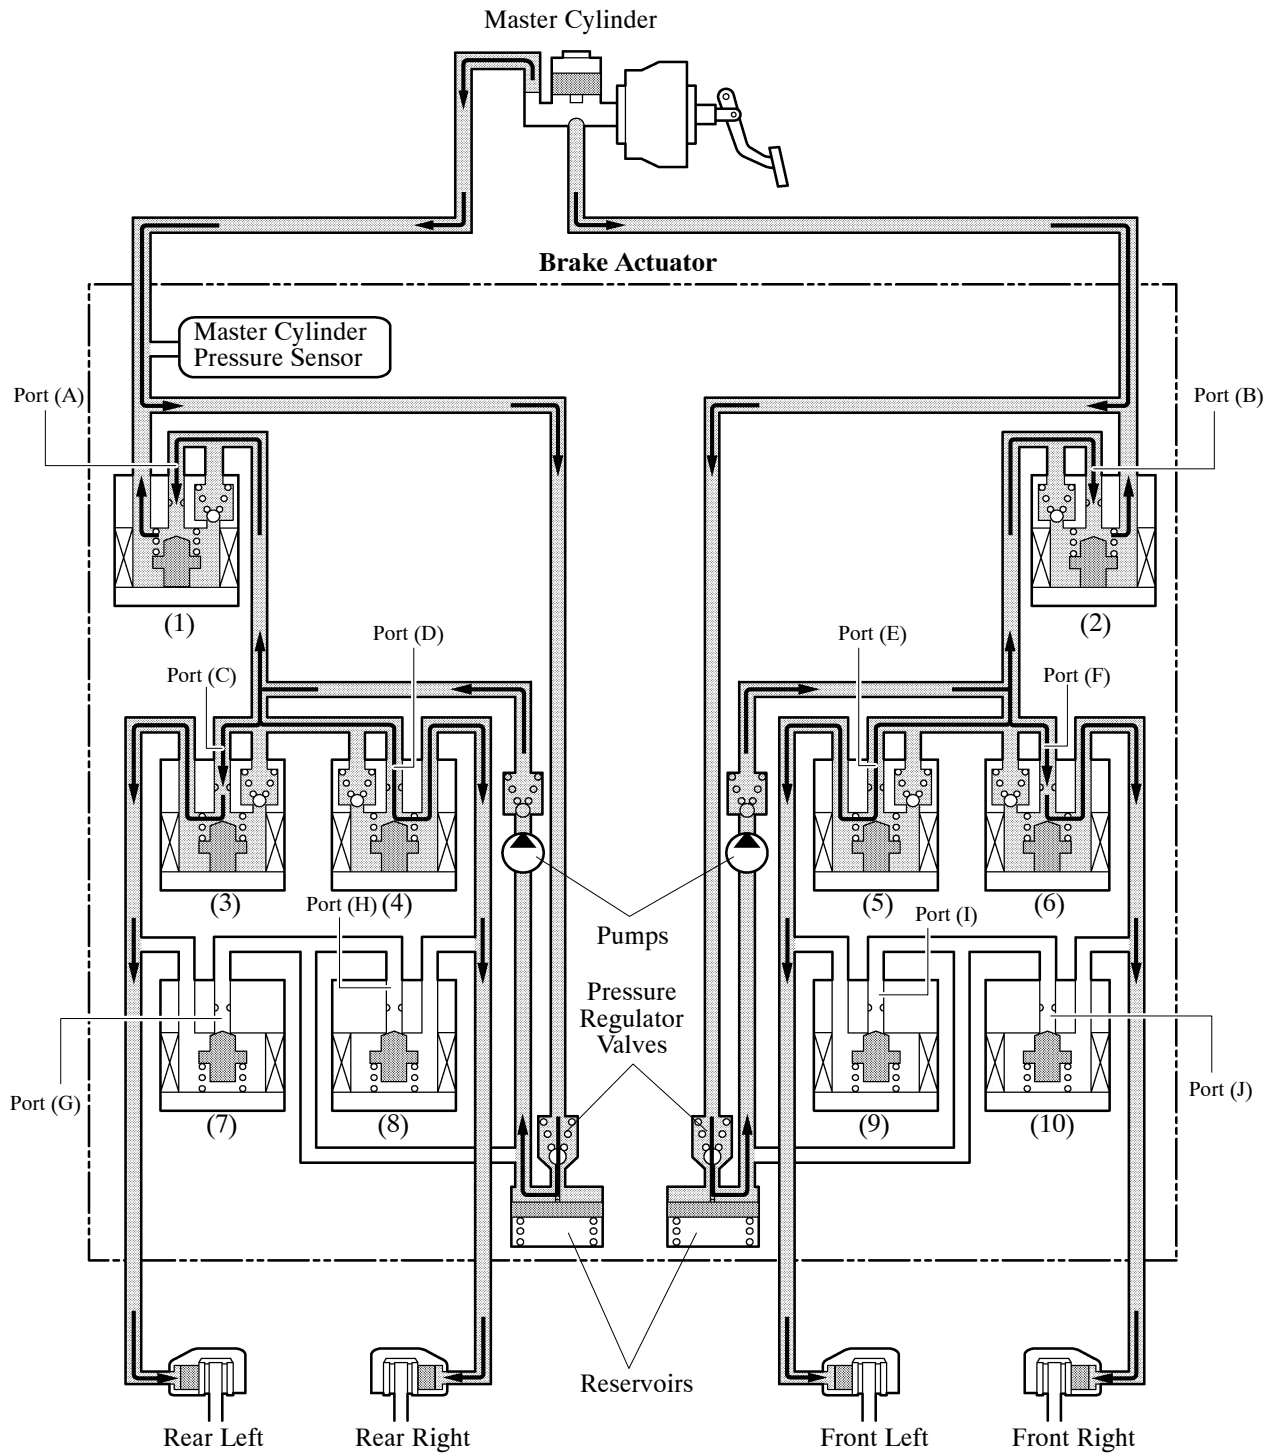 Master Cylinder
Brake Actuator
Master Cylinder
Pressure Sensor
Port (A)
Port (B)
(1)
(2)
Port (D)
Port (E)
Port (C)
Port (F)
(3)
Port (H)
(4)
(5)
Port (I)
(6)
Pumps
Pressure
Regulator
Valves
Port (G)
Port (J)
(7)
(8)
(9)
(10)
Reservoirs
Rear Left
Rear Right
Front Left
Front Right